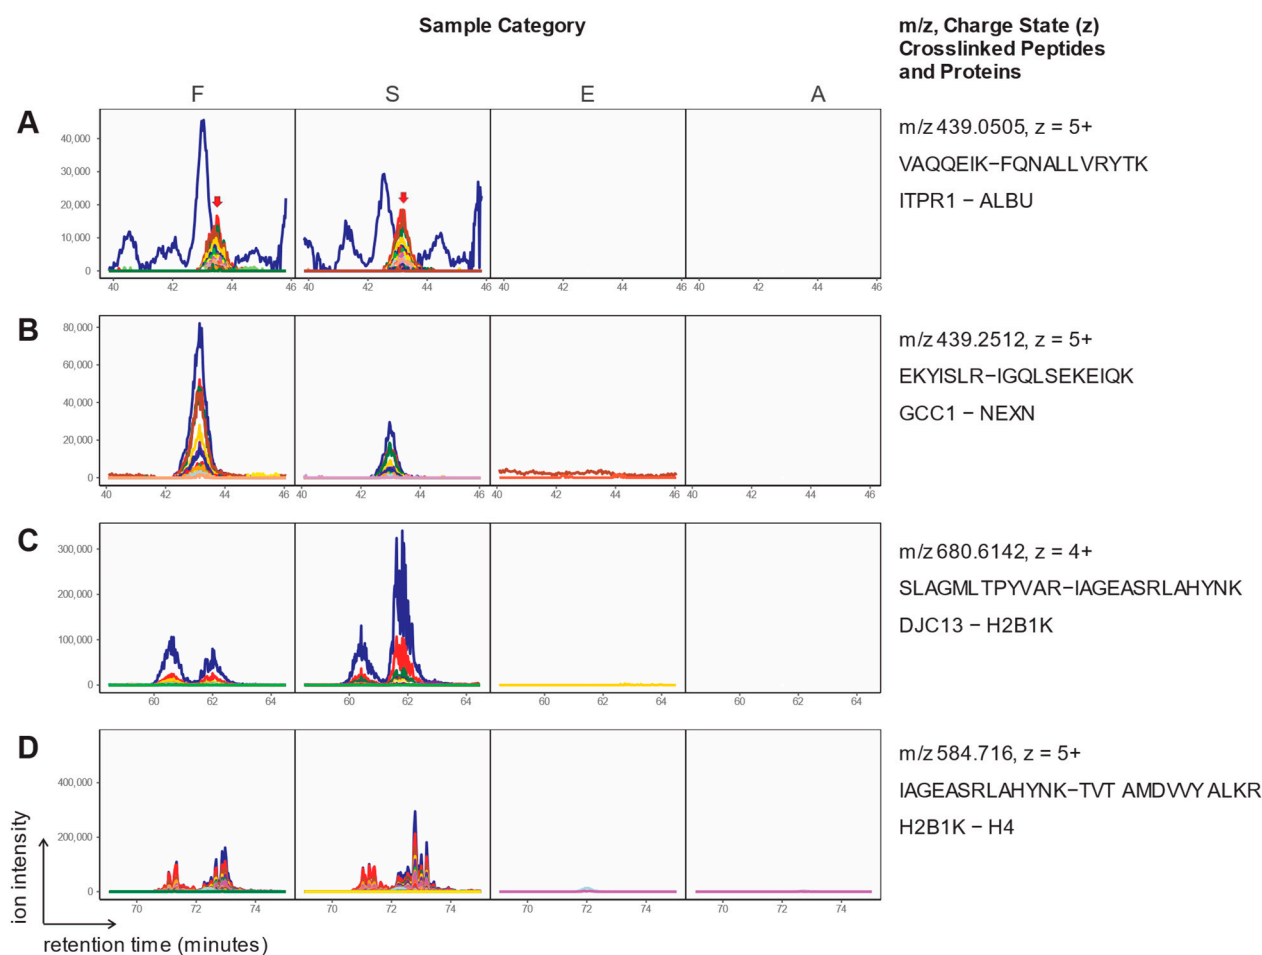 Sample Category
m/z, Charge State (z)
Crosslinked Peptides
and Proteins
F S E A
A
40,000
30,000
20,000
10,000
0
40 42 44 46 40 42 44 46 40 42 44 46 40 42 44 46
m/z 439.0505, z = 5+
VAQQEIK–FQNALLVRYTK
ITPR1 – ALBU
B
80,000
60,000
40,000
20,000
0
40 42 44 46 40 42 44 46 40 42 44 46 40 42 44 46
m/z 439.2512, z = 5+
EKYISLR–IGQLSEKEIQK
GCC1 – NEXN
C
300,000
200,000
100,000
0
60 62 64 60 62 64 60 62 64 60 62 64
m/z 680.6142, z = 4+
SLAGMLTPYVAR–IAGEASRLAHYNK
DJC13 – H2B1K
D
400,000
200,000
0
70 72 74 70 72 74 70 72 74 70 72 74
m/z 584.716, z = 5+
IAGEASRLAHYNK–TVT AMDVVY ALKR
H2B1K – H4
ion intensity
retention time (minutes)